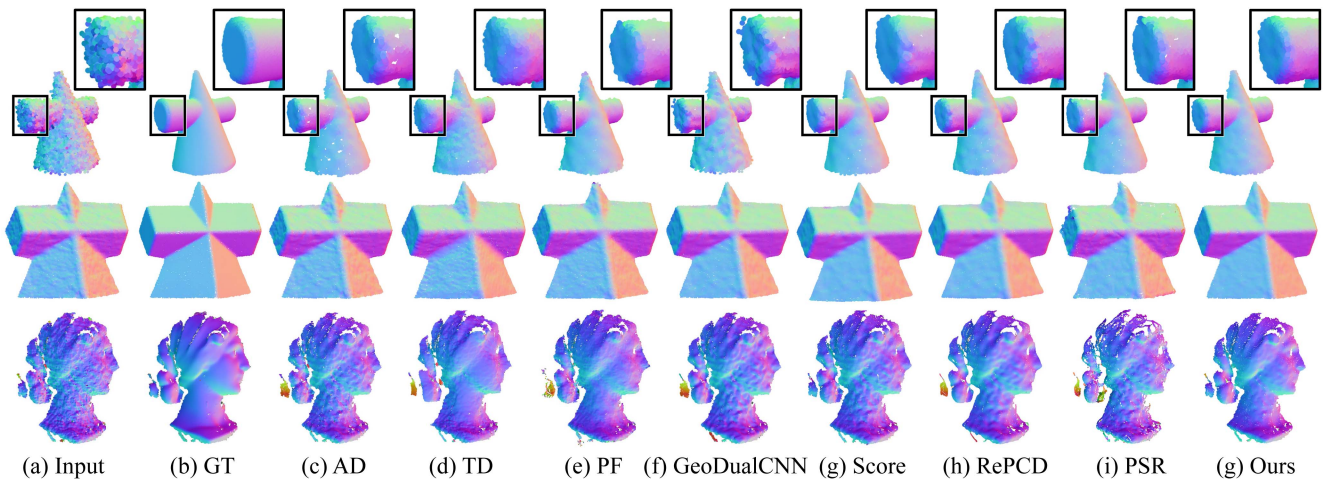 (a) Input (b) GT (c) AD (d) TD (e) PF (f) GeoDualCNN (g) Score (h) RePCD (i) PSR (g) Ours